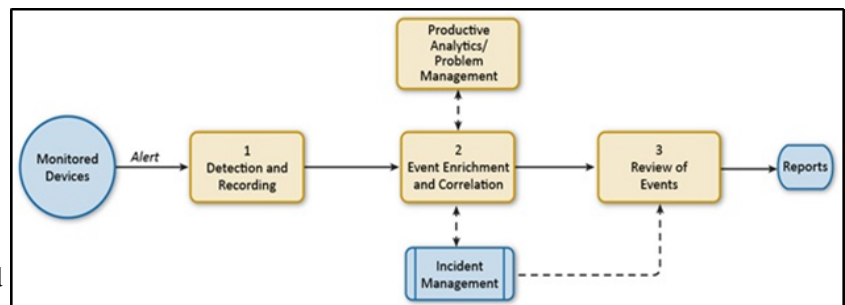 Productive
Analytics/
Problem
Management
Monitored
Devices
Alert
1
Detection and
Recording
2
Event Enrichment
and Correlation
3
Review of
Events
Reports
Incident
Management